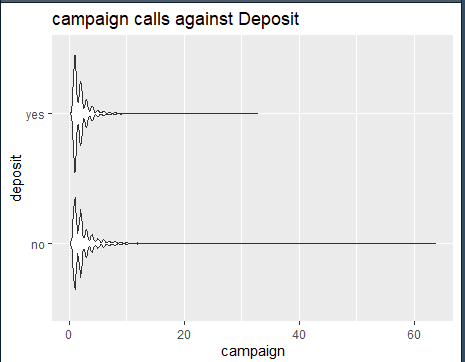 campaign calls against Deposit
deposit
yes
no
0 20 40 60
campaign